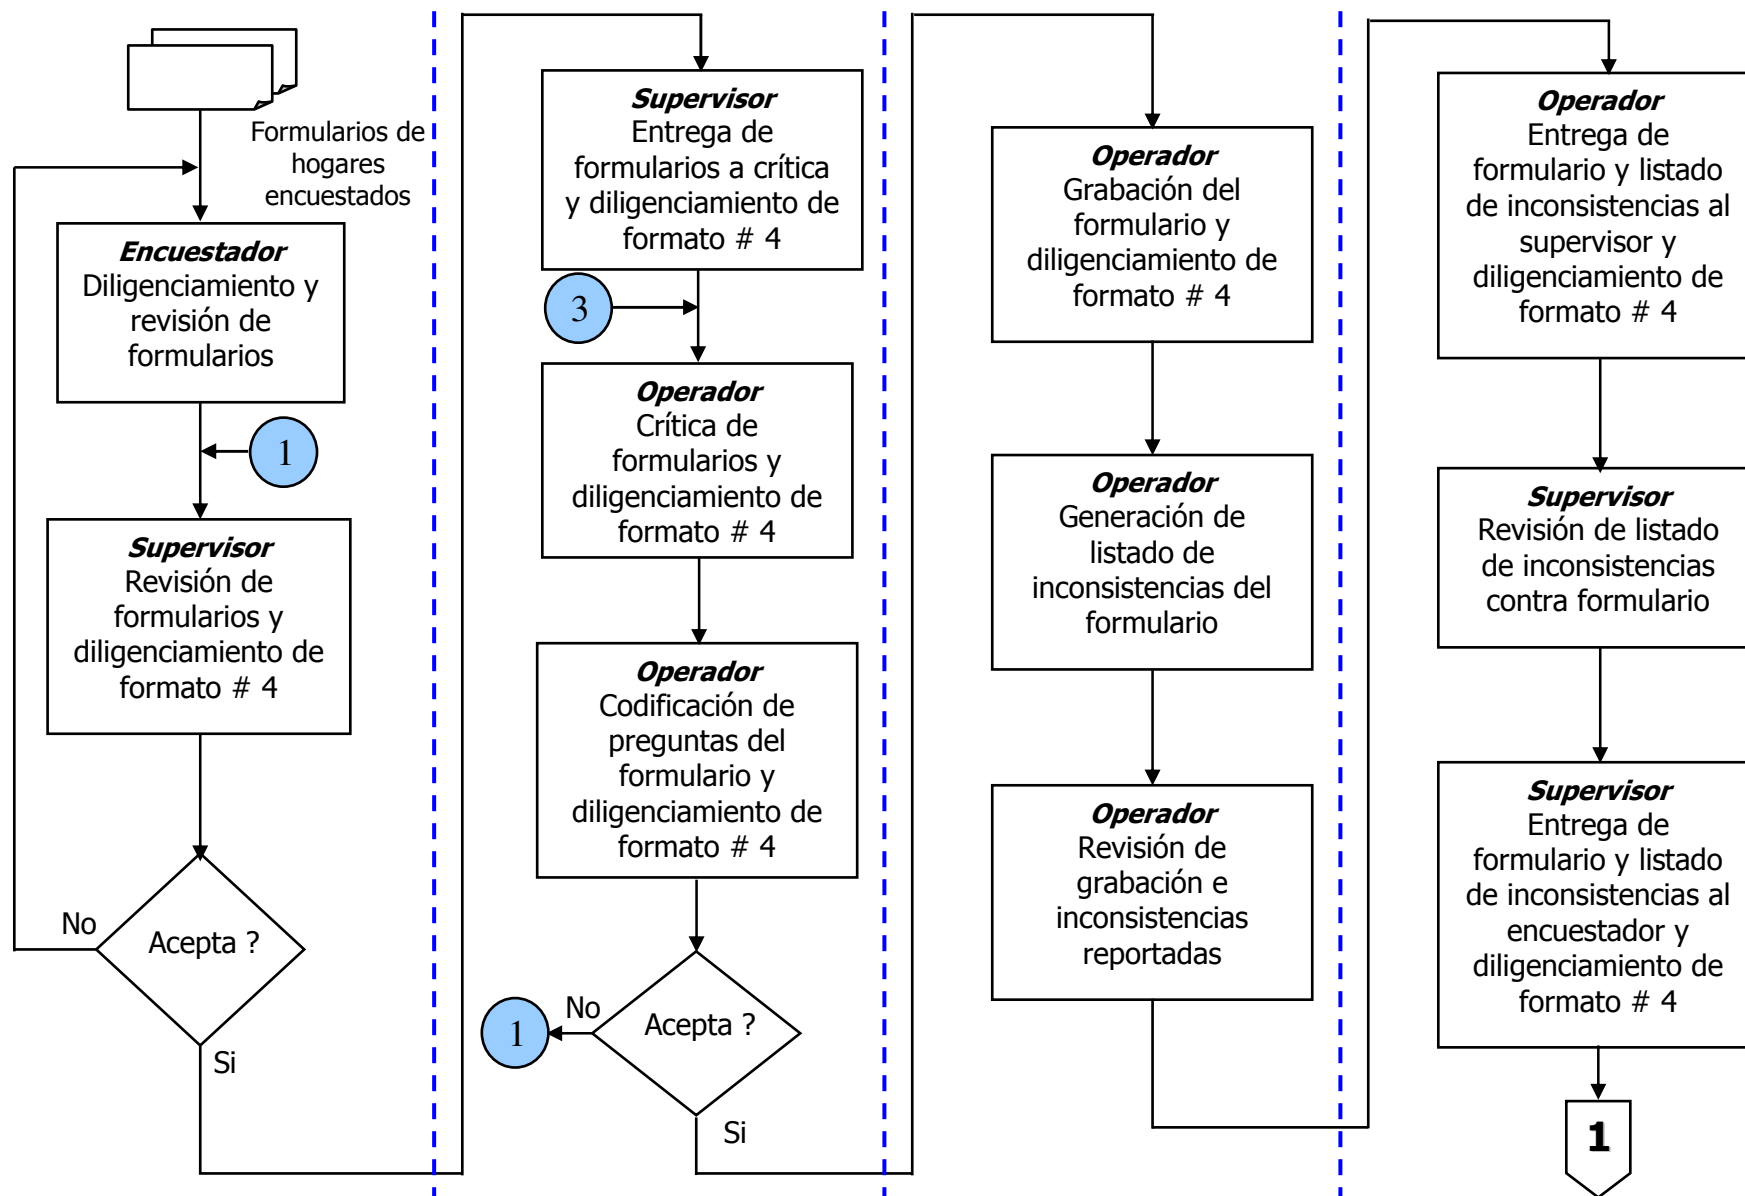 Formularios de
hogares
encuestados
Encuestador
Diligenciamiento y
revisión de
formularios
1
Supervisor
Revisión de
formularios y
diligenciamiento de
formato # 4
No
Acepta ?
Si
Supervisor
Entrega de
formularios a crítica
y diligenciamiento de
formato # 4
3
Operador
Crítica de
formularios y
diligenciamiento de
formato # 4
Operador
Codificación de
preguntas del
formulario y
diligenciamiento de
formato # 4
1
No
Acepta ?
Si
Operador
Grabación del
formulario y
diligenciamiento de
formato # 4
Operador
Generación de
listado de
inconsistencias del
formulario
Operador
Revisión de
grabación e
inconsistencias
reportadas
Operador
Entrega de
formulario y listado
de inconsistencias al
supervisor y
diligenciamiento de
formato # 4
Supervisor
Revisión de listado
de inconsistencias
contra formulario
Supervisor
Entrega de
formulario y listado
de inconsistencias al
encuestador y
diligenciamiento de
formato # 4
1